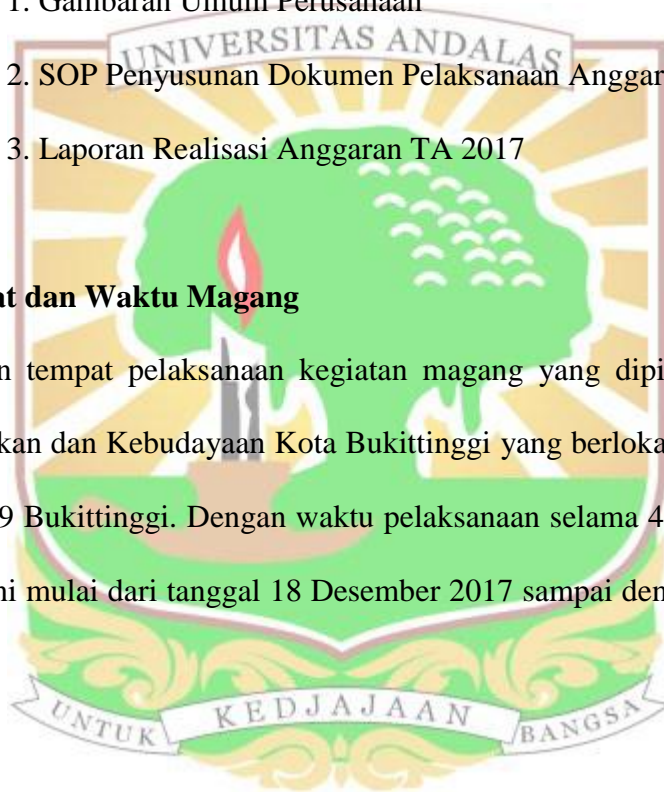 1. Gambaran Umum Perusahaan
UNIVERSITAS ANDALAS
2. SOP Penyusunan Dokumen Pelaksanaan Anggar
3. Laporan Realisasi Anggaran TA 2017
at dan Waktu Magang
n tempat pelaksanaan kegiatan magang yang dipi
kan dan Kebudayaan Kota Bukittinggi yang berloka
9 Bukittinggi. Dengan waktu pelaksanaan selama 4
ni mulai dari tanggal 18 Desember 2017 sampai den
UNTUK KEDJAJAAN BANGSA